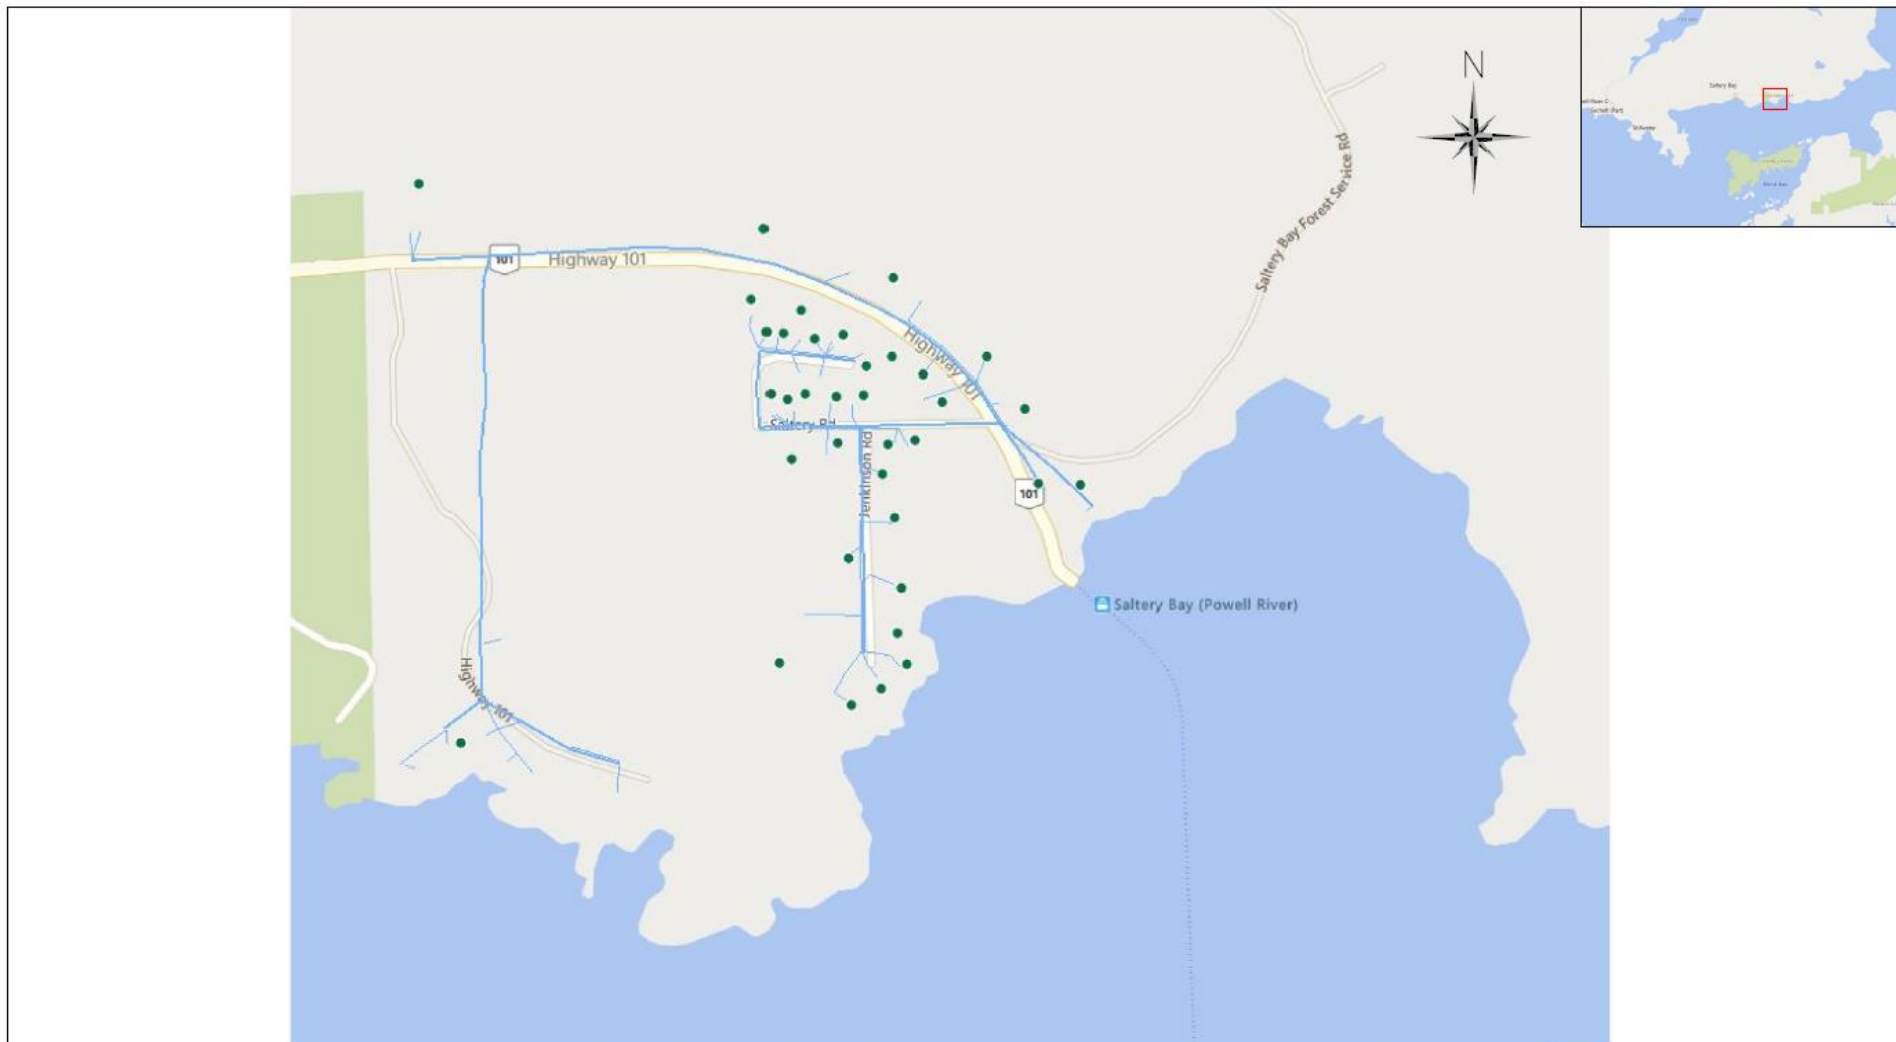 N
Saltery Bay
Highway 101
101
Saltery Bay Forest Service Rd
Highway 101
Saltery Rd
Jenkinson Rd
101
Saltery Bay (Powell River)
Highway 101